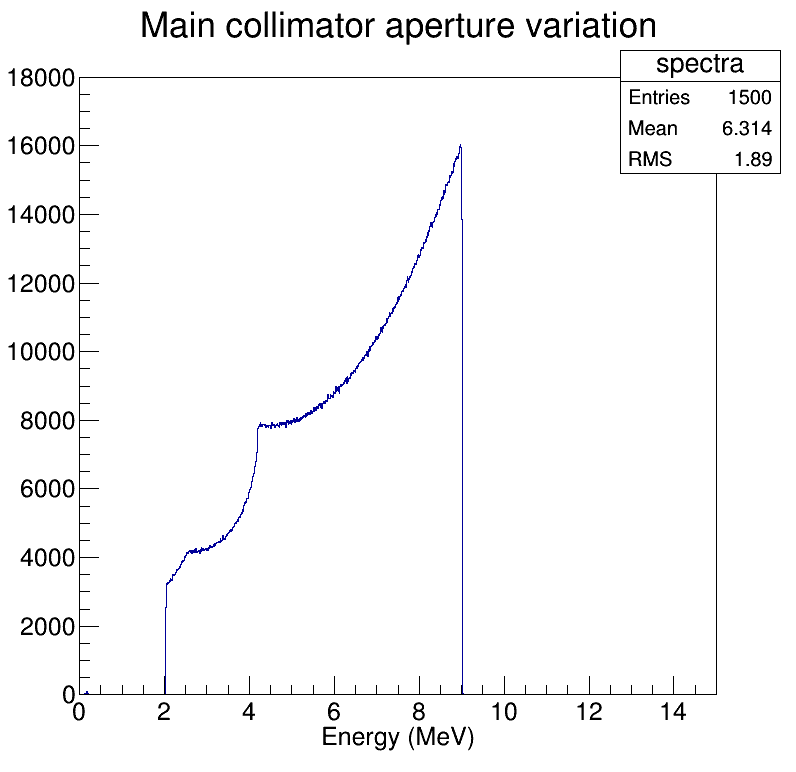 Main collimator aperture variation
spectra
Entries 1500
Mean 6.314
RMS 1.89
18000
16000
14000
12000
10000
8000
6000
4000
2000
0
0 2 4 6 8 10 12 14
Energy (MeV)